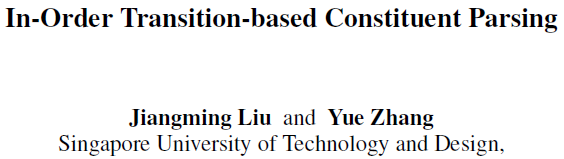 In-Order Transition-based Constituent Parsing
Jiangming Liu and Yue Zhang
Singapore University of Technology and Design,